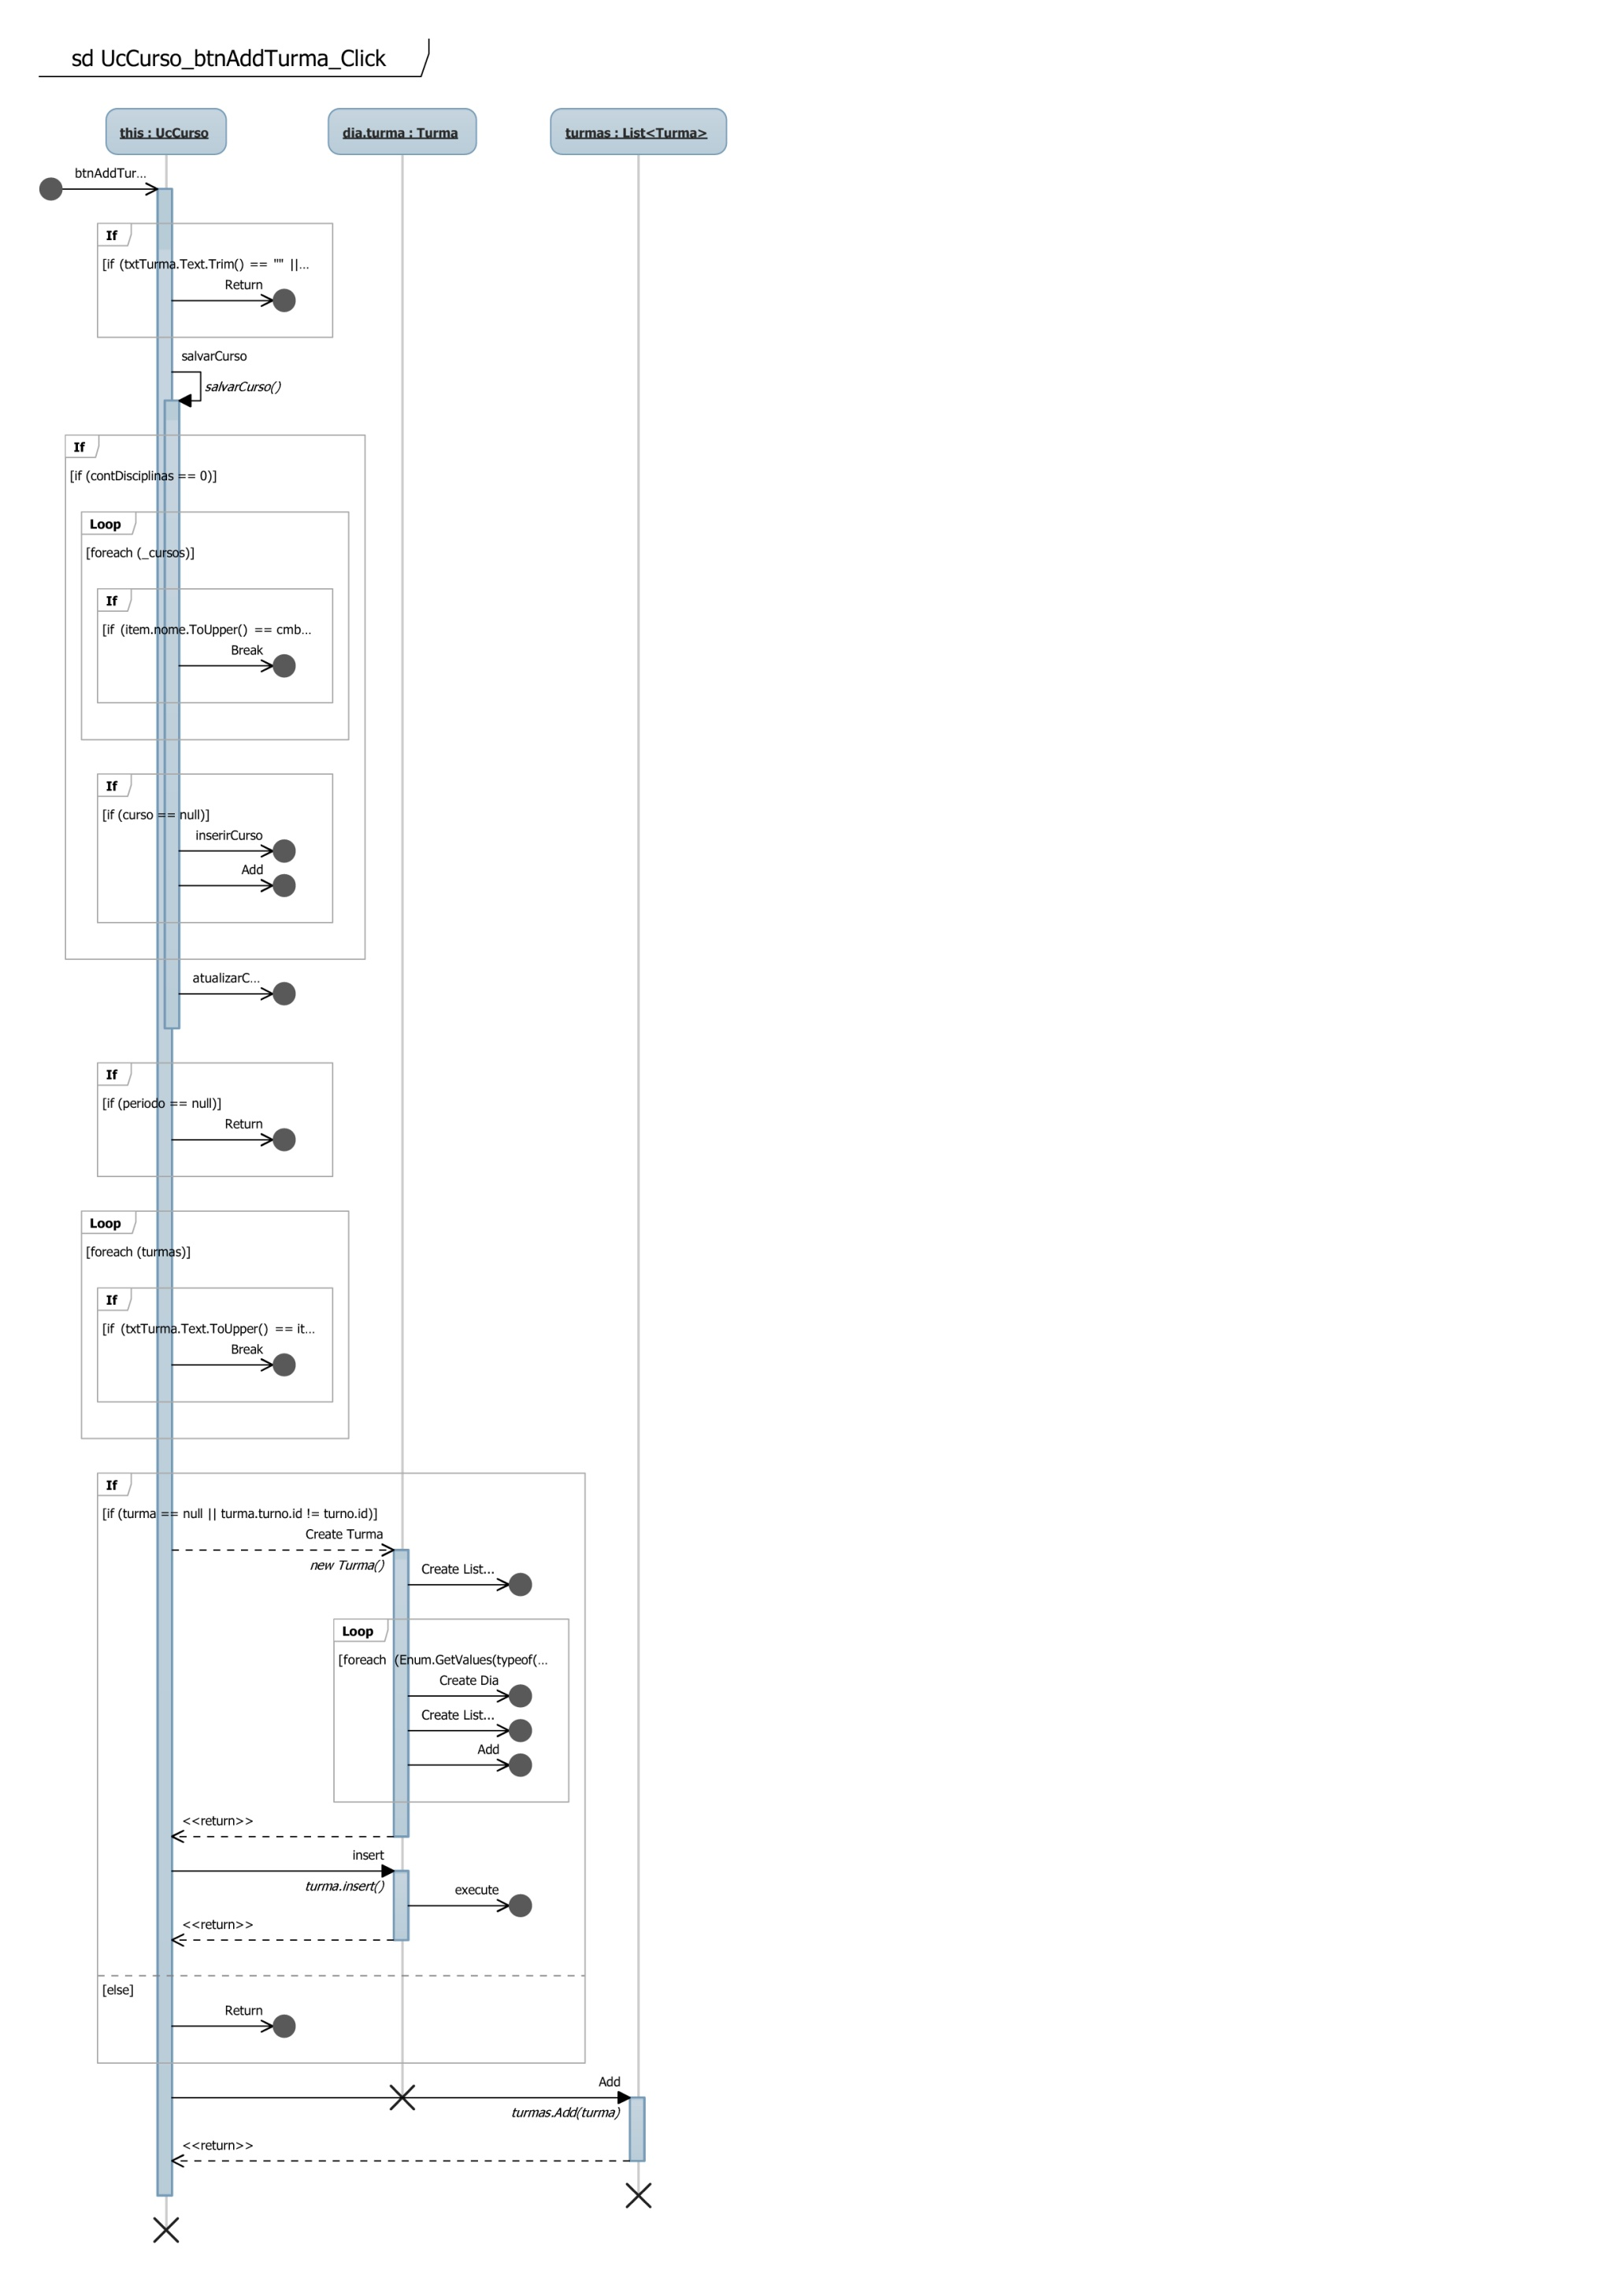 sd UcCurso_btnAddTurma_Click
this : UcCurso
dia.turma : Turma
turmas : List<Turma>
btnAddTur...
If
[if (txtTurma.Text.Trim() == "" ||...
Return
salvarCurso
salvarCurso()
If
[if (contDisciplinas == 0)]
Loop
[foreach (_cursos)]
If
[if (item.nome.ToUpper() == cmb...
Break
If
[if (curso == null)]
inserirCurso
Add
atualizarC...
If
[if (periodo == null)]
Return
Loop
[foreach (turmas)]
If
[if (txtTurma.Text.ToUpper() == it...
Break
If
[if (turma == null || turma.turno.id != turno.id)]
Create Turma
new Turma()
Create List...
Loop
[foreach (Enum.GetValues(typeof(...
Create Dia
Create List...
Add
<<return>>
insert
turma.insert()
execute
<<return>>
[else]
Return
Add
turmas.Add(turma)
<<return>>